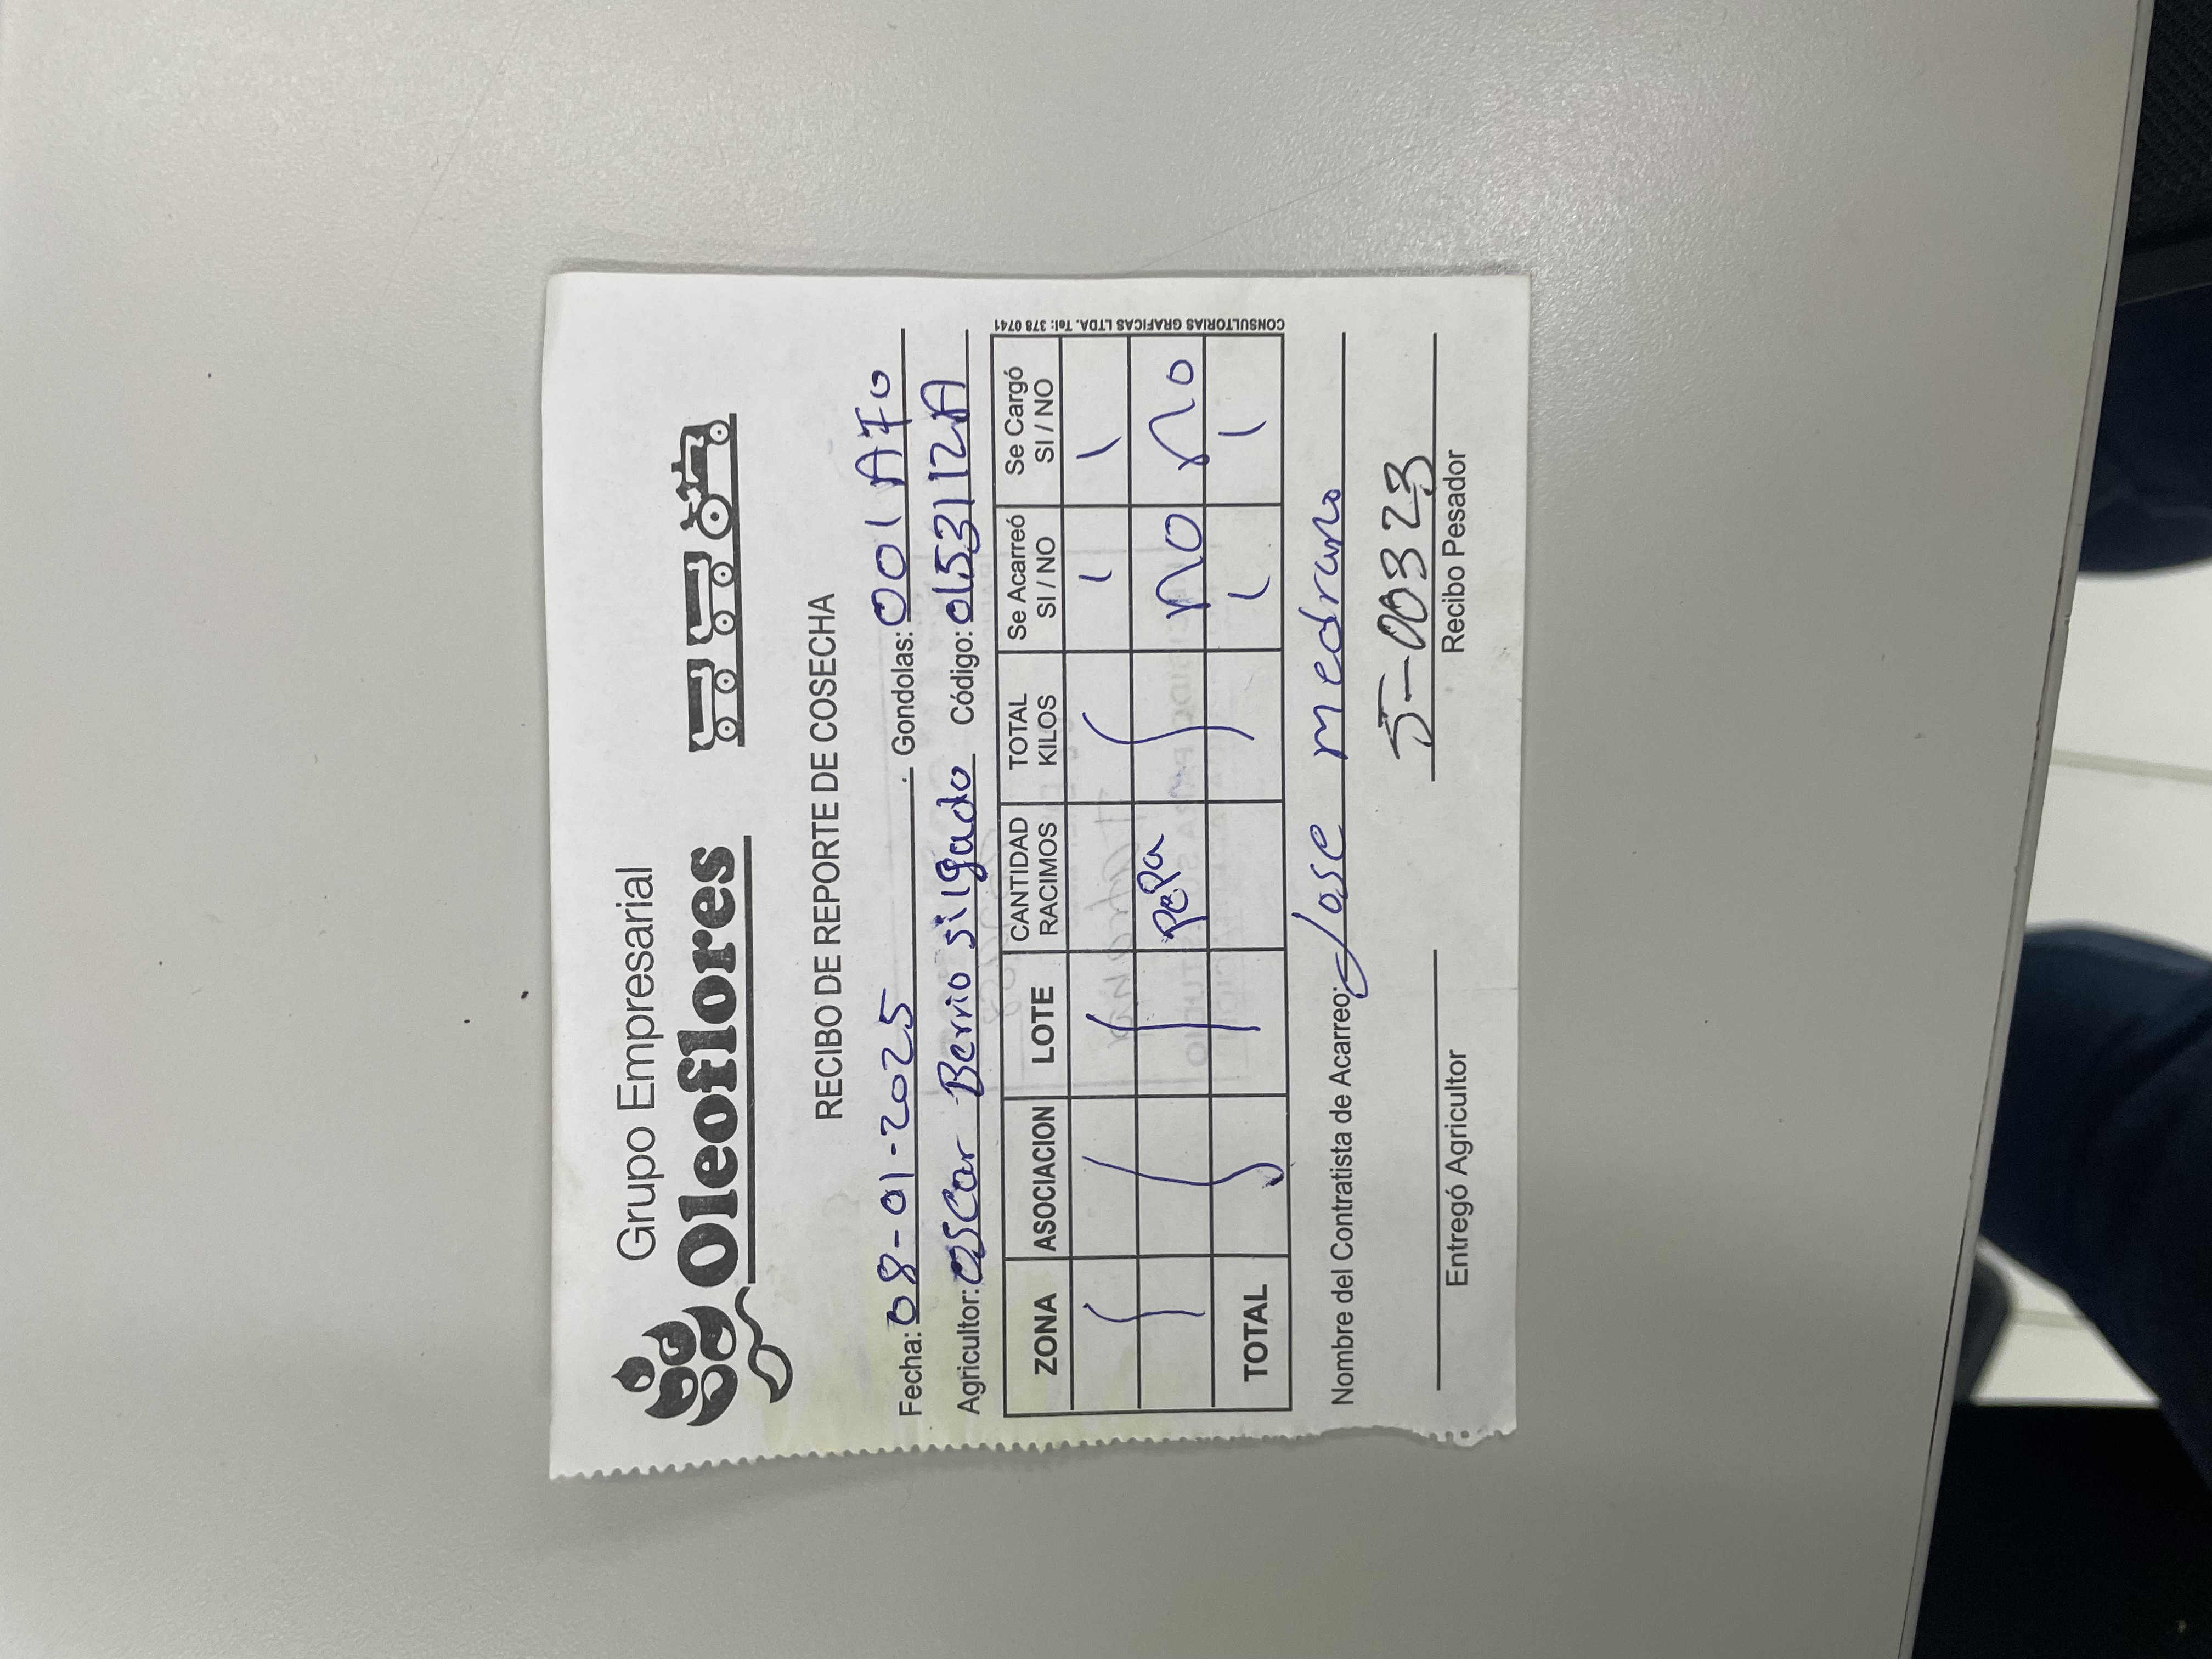 Grupo Empresarial
Oleoflores
RECIBO DE REPORTE DE COSECHA
Fecha: 08-01-2025 Gondolas: 001 AF0
Agricultor: oscar Berrio silgado Código: 0153112A
ZONA ASOCIACION LOTE CANTIDAD RACIMOS TOTAL KILOS Se Acarreó SI / NO Se Cargó SI / NO
PePa no no
TOTAL
Nombre del Contratista de Acarreo: Jose medrano
5-00323
Entregó Agricultor Recibo Pesador
CONSULTORIAS GRAFICAS LTDA. Tel: 378 0741